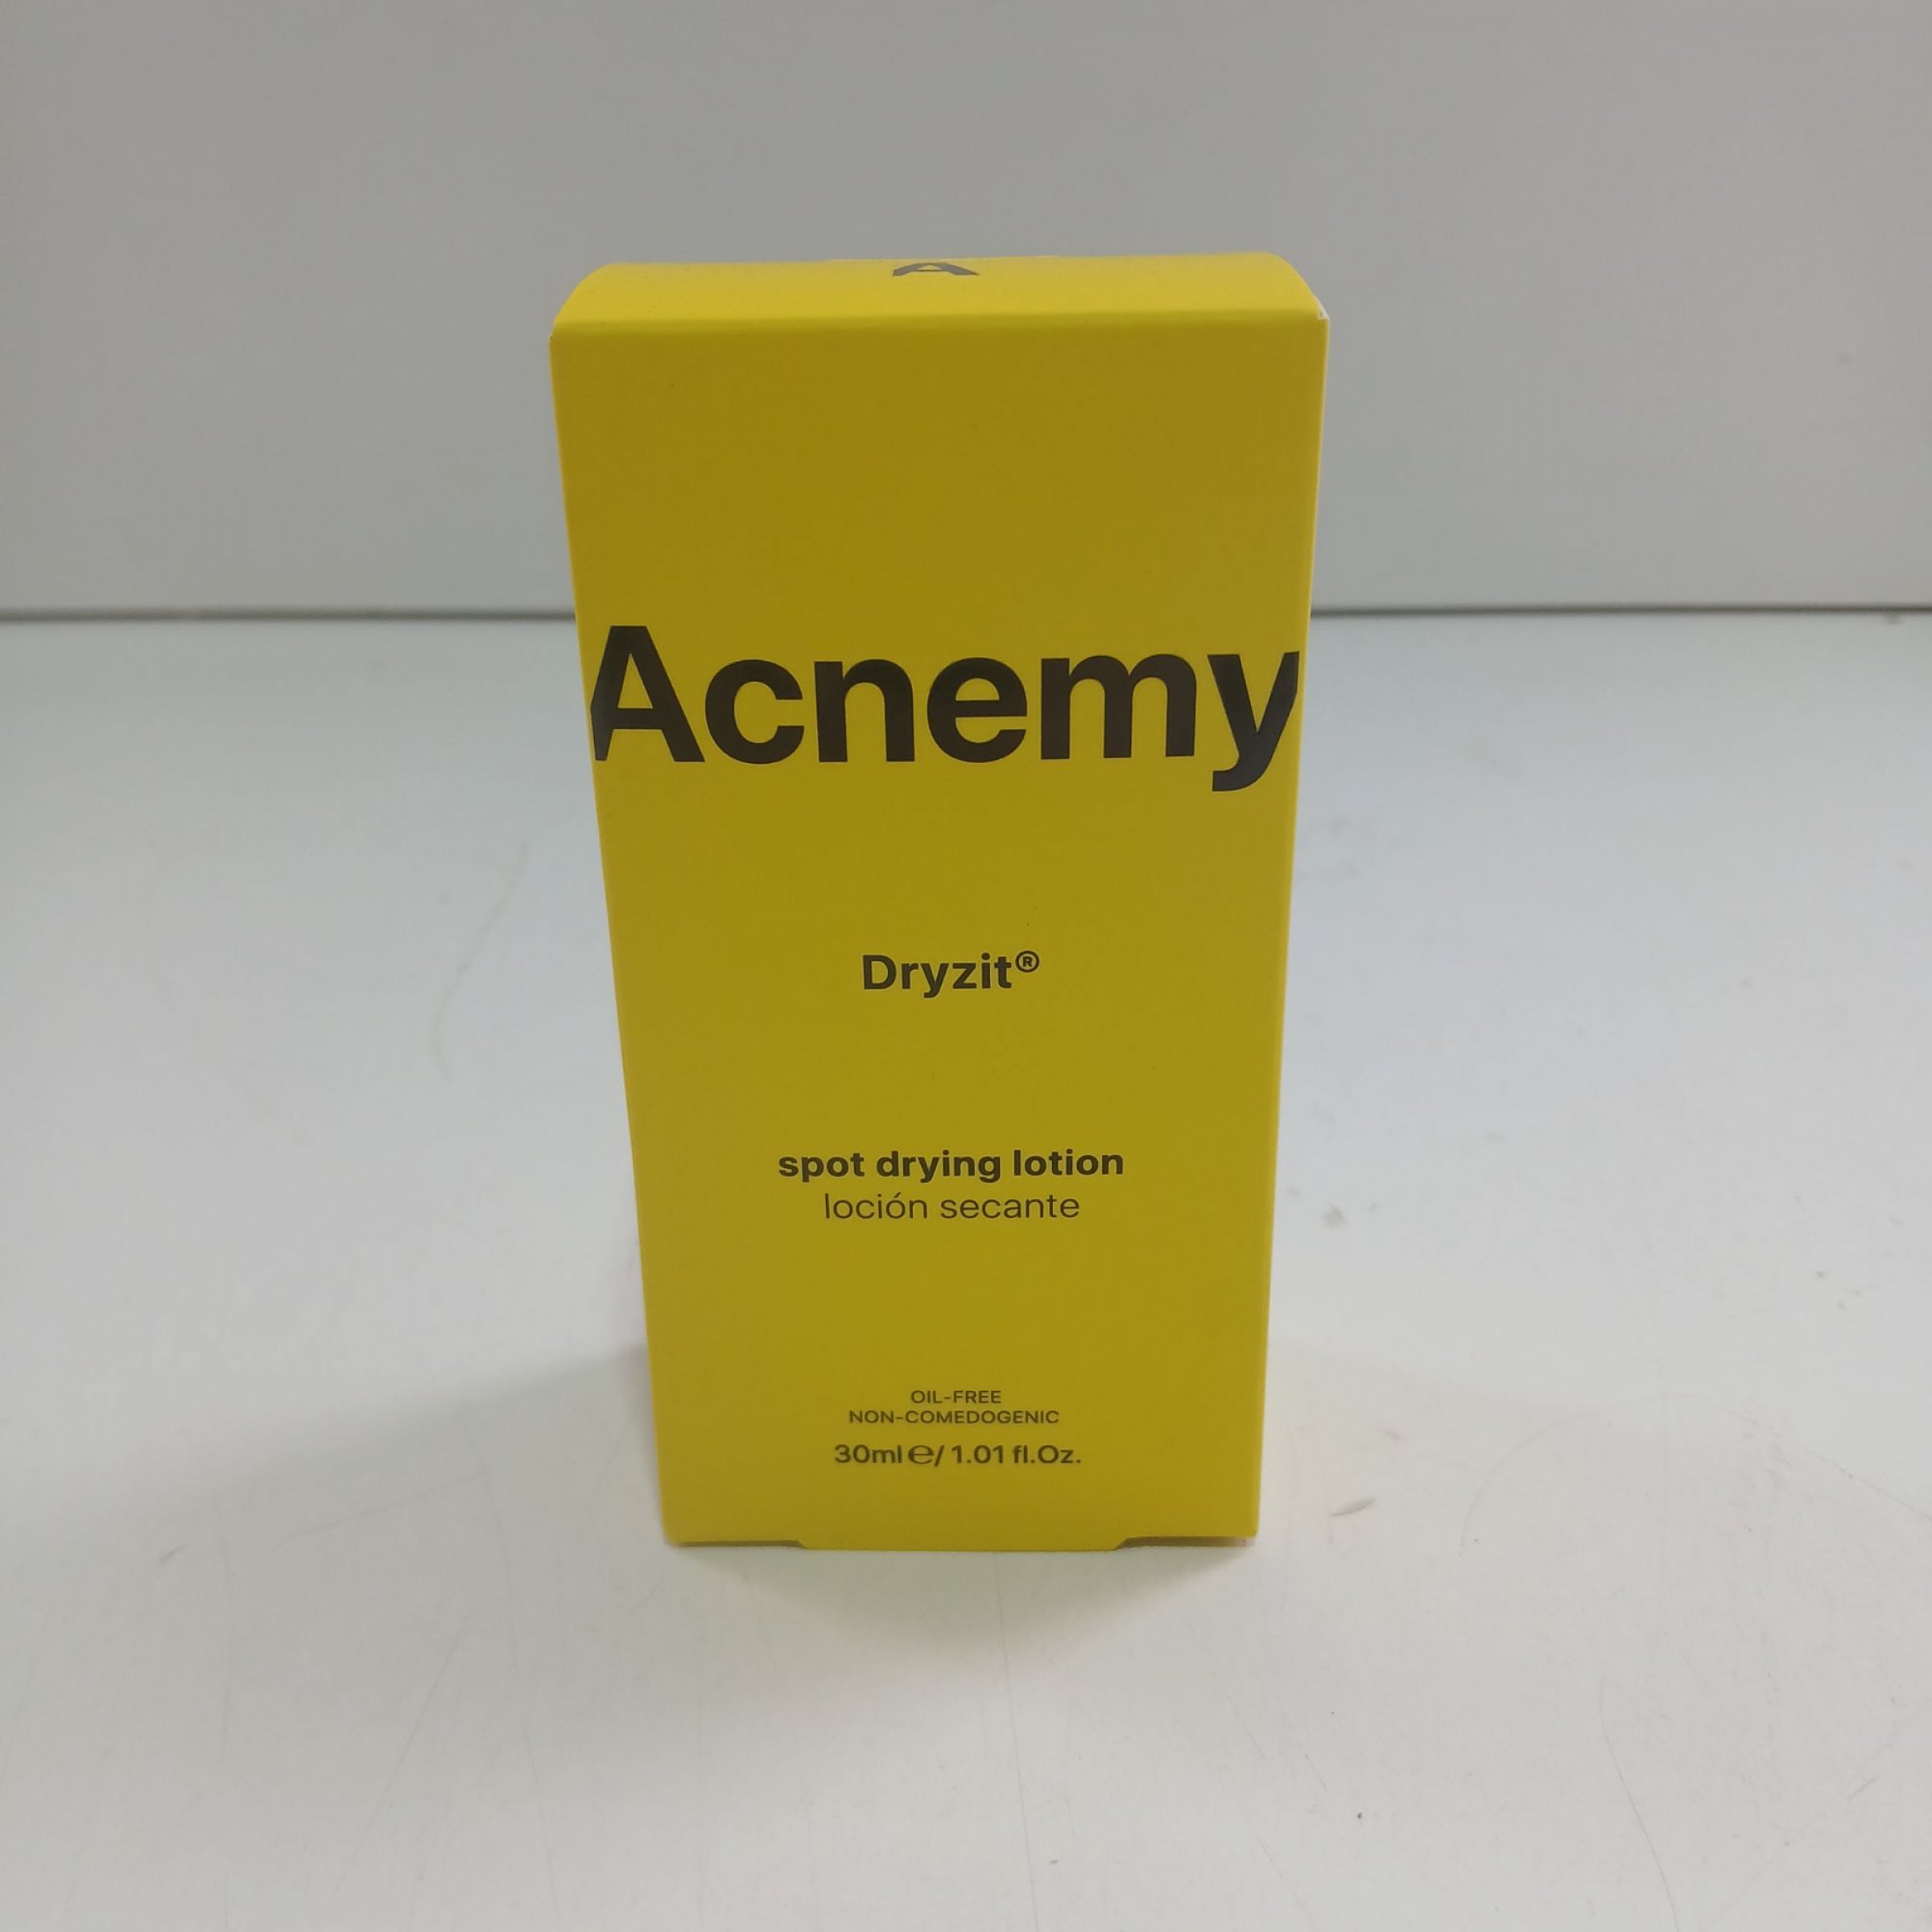 A
Acnemy
Dryzit®
spot drying lotion
loción secante
OIL-FREE
NON-COMEDOGENIC
30ml℮/ 1.01 fl.Oz.